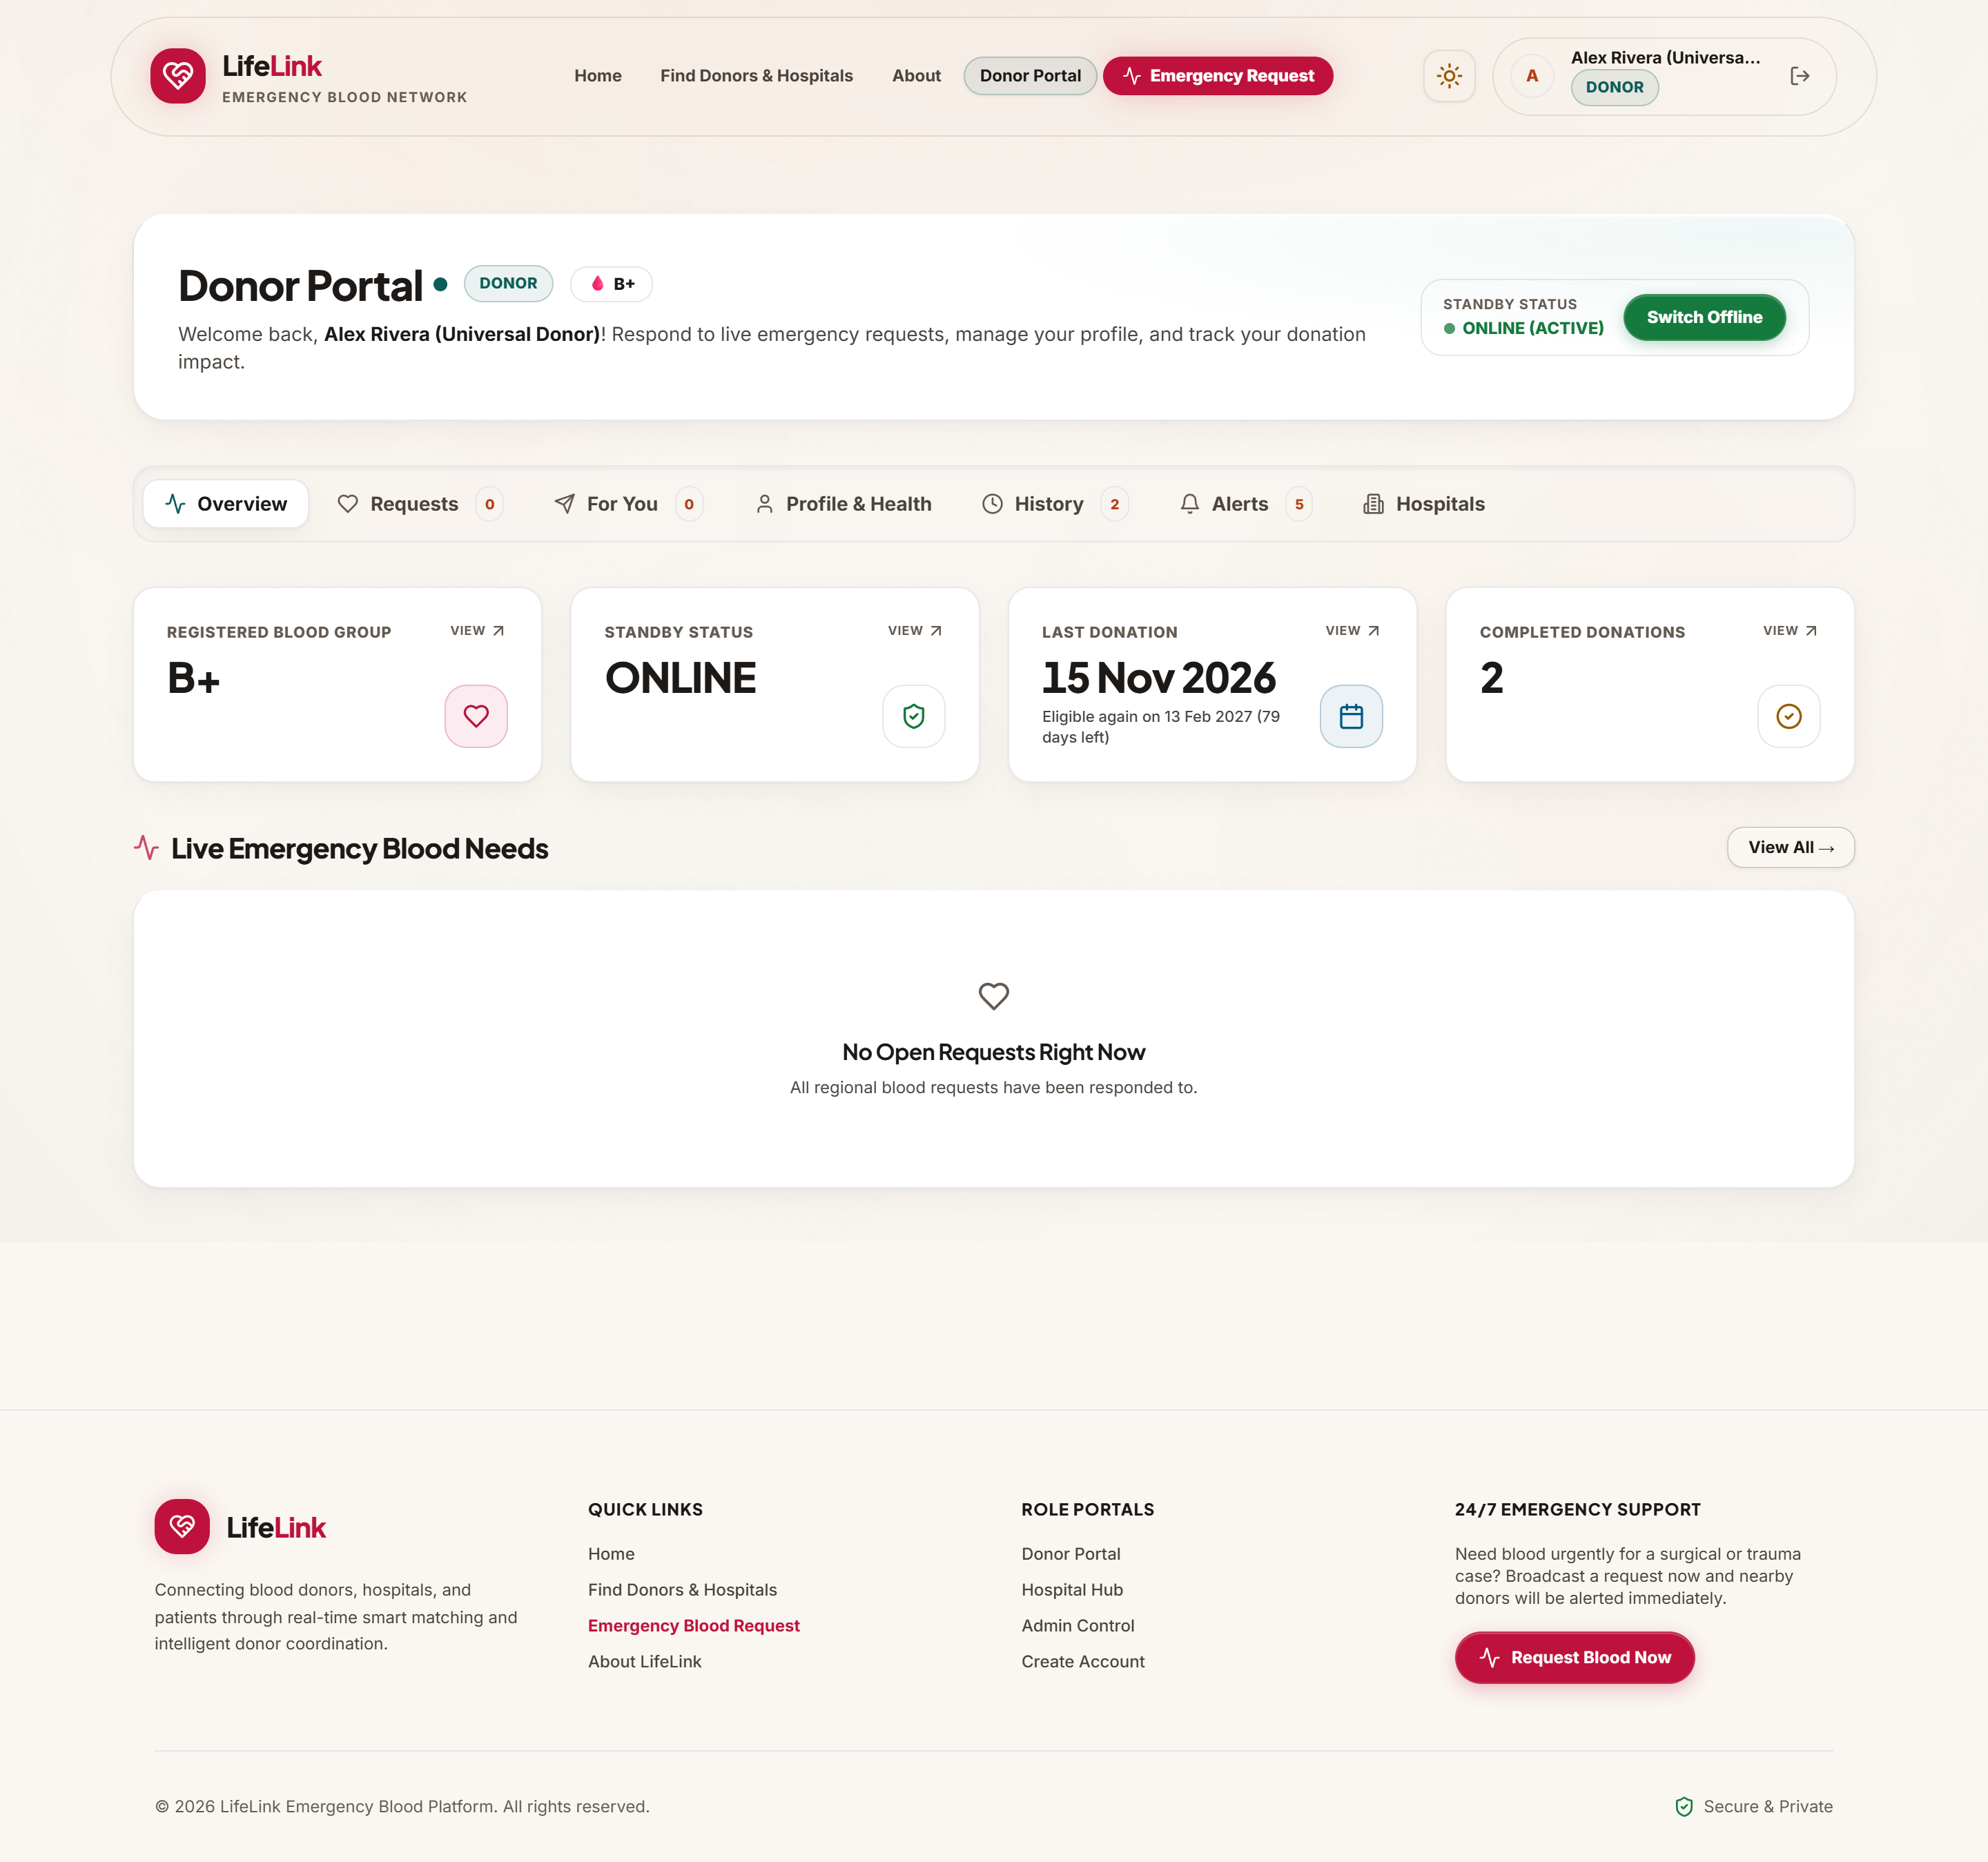 LifeLink
EMERGENCY BLOOD NETWORK
Home
Find Donors & Hospitals
About
Donor Portal
Emergency Request
A
Alex Rivera (Universa...
DONOR
Donor Portal
DONOR
B+
Welcome back, Alex Rivera (Universal Donor)! Respond to live emergency requests, manage your profile, and track your donation
impact.
STANDBY STATUS
ONLINE (ACTIVE)
Switch Offline
Overview
Requests 0
For You 0
Profile & Health
History 2
Alerts 5
Hospitals
REGISTERED BLOOD GROUP
VIEW
B+
STANDBY STATUS
VIEW
ONLINE
LAST DONATION
VIEW
15 Nov 2026
Eligible again on 13 Feb 2027 (79
days left)
COMPLETED DONATIONS
VIEW
2
Live Emergency Blood Needs
View All →
No Open Requests Right Now
All regional blood requests have been responded to.
LifeLink
Connecting blood donors, hospitals, and
patients through real-time smart matching and
intelligent donor coordination.
QUICK LINKS
Home
Find Donors & Hospitals
Emergency Blood Request
About LifeLink
ROLE PORTALS
Donor Portal
Hospital Hub
Admin Control
Create Account
24/7 EMERGENCY SUPPORT
Need blood urgently for a surgical or trauma
case? Broadcast a request now and nearby
donors will be alerted immediately.
Request Blood Now
© 2026 LifeLink Emergency Blood Platform. All rights reserved.
Secure & Private